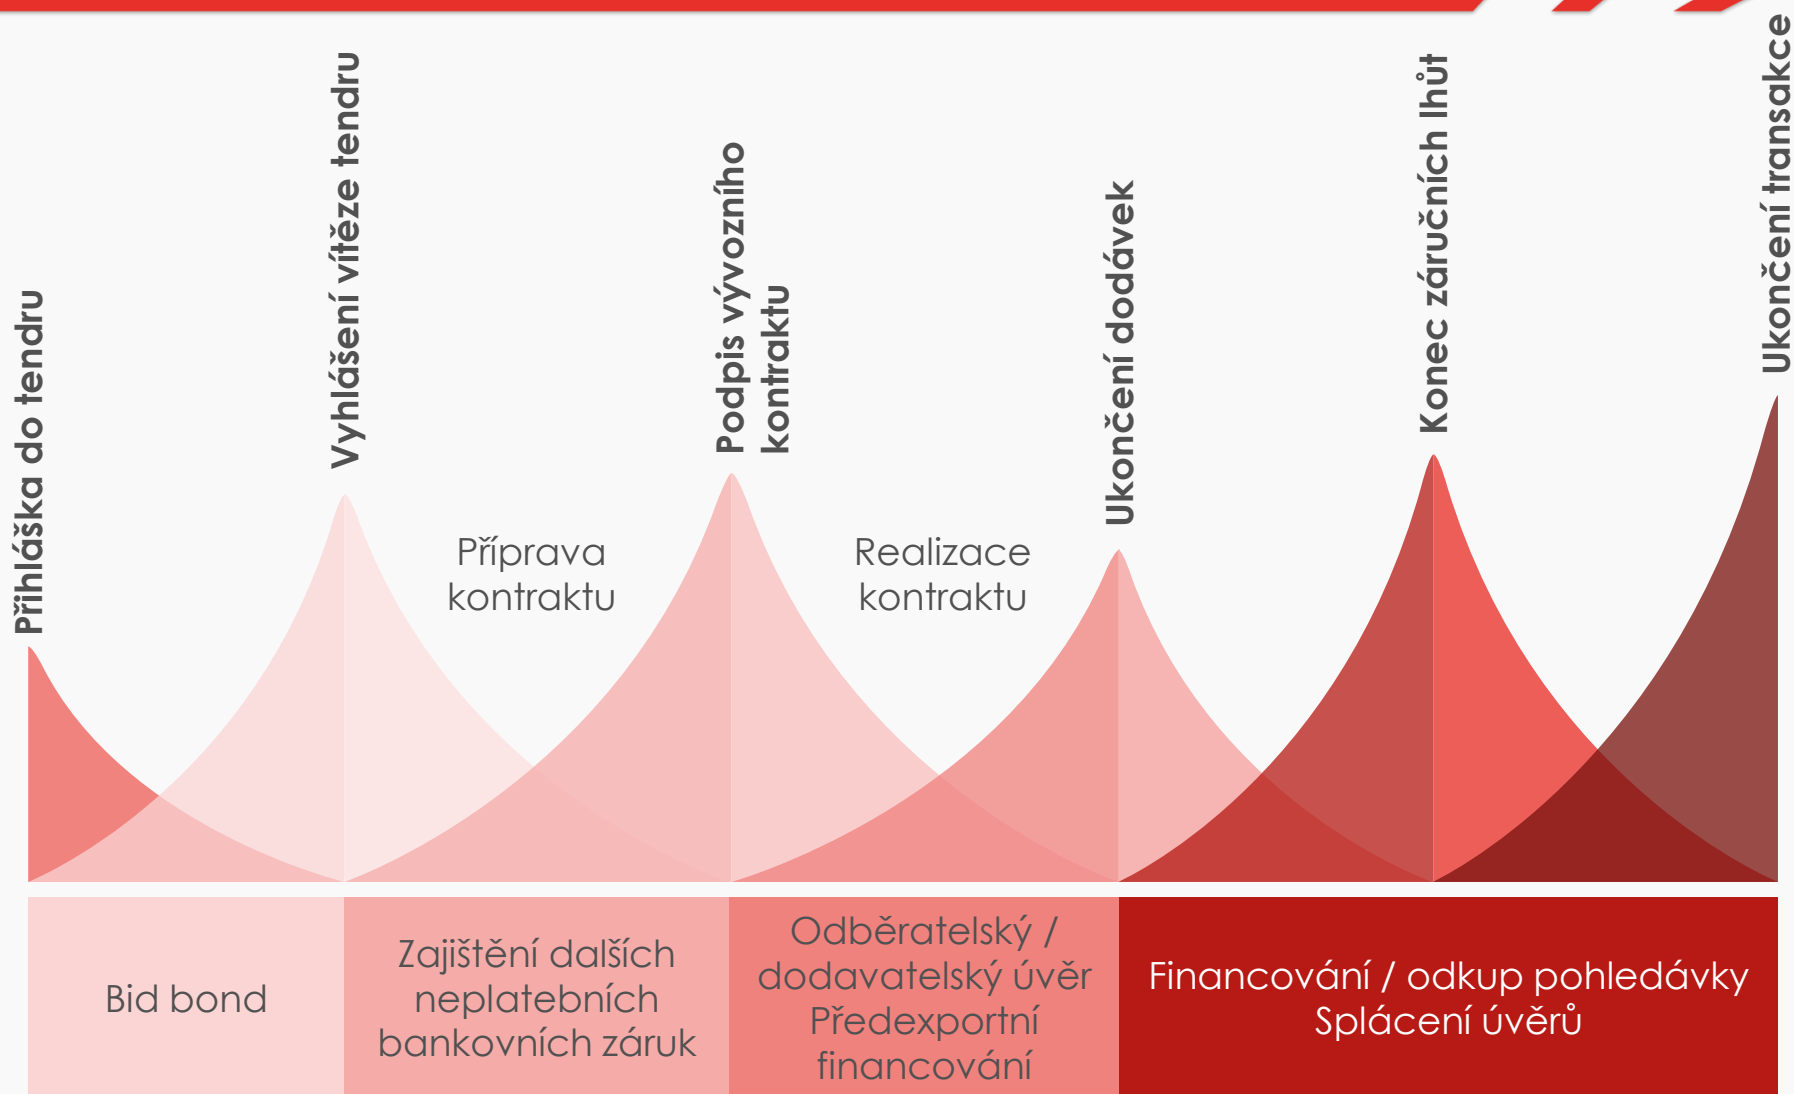 Přihláška do tendru
Vyhlášení vítěze tendru
Podpis vývozního
kontraktu
Ukončení dodávek
Konec záručních lhůt
Ukončení transakce
Příprava
kontraktu
Realizace
kontraktu
Bid bond
Zajištění dalších
neplatebních
bankovních záruk
Odběratelský /
dodavatelský úvěr
Předexportní
financování
Financování / odkup pohledávky
Splácení úvěrů